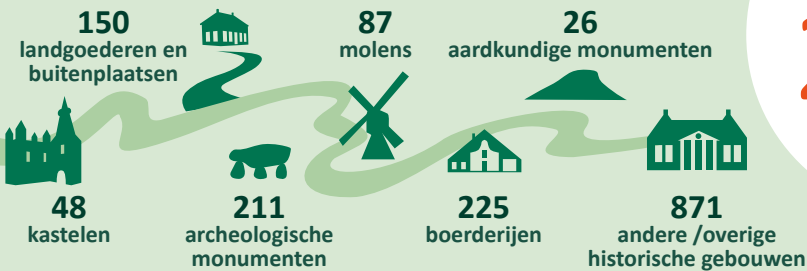 150
landgoederen en
buitenplaatsen
87
molens
26
aardkundige monumenten
48
kastelen
211
archeologische
monumenten
225
boerderijen
871
andere /overige
historische gebouwen